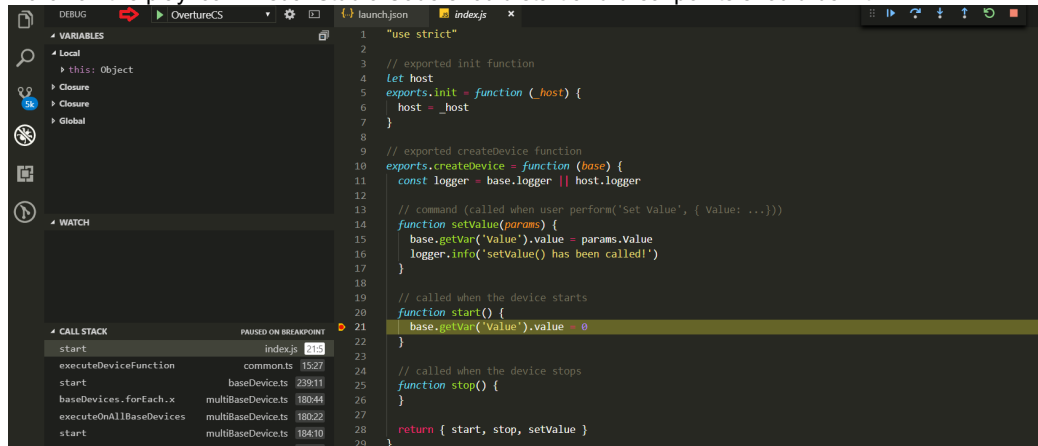 DEBUG
OvertureCS
VARIABLES
Local
this: Object
Closure
Closure
Global
5k
WATCH
CALL STACK
PAUSED ON BREAKPOINT
start index.js 21:5
executeDeviceFunction common.ts 15:27
start baseDevice.ts 239:11
baseDevices.forEach.x multiBaseDevice.ts 180:44
executeOnAllBaseDevices multiBaseDevice.ts 180:22
start multiBaseDevice.ts 184:10
{..} launch.json
JS index.js ×
1 "use strict"
2
3 // exported init function
4 let host
5 exports.init = function (_host) {
6 host = _host
7 }
8
9 // exported createDevice function
10 exports.createDevice = function (base) {
11 const logger = base.logger || host.logger
12
13 // command (called when user perform('Set Value', { Value: ...}))
14 function setValue(params) {
15 base.getVar('Value').value = params.Value
16 logger.info('setValue() has been called!')
17 }
18
19 // called when the device starts
20 function start() {
21 base.getVar('Value').value = 0
22 }
23
24 // called when the device stops
25 function stop() {
26 }
27
28 return { start, stop, setValue }
29 }